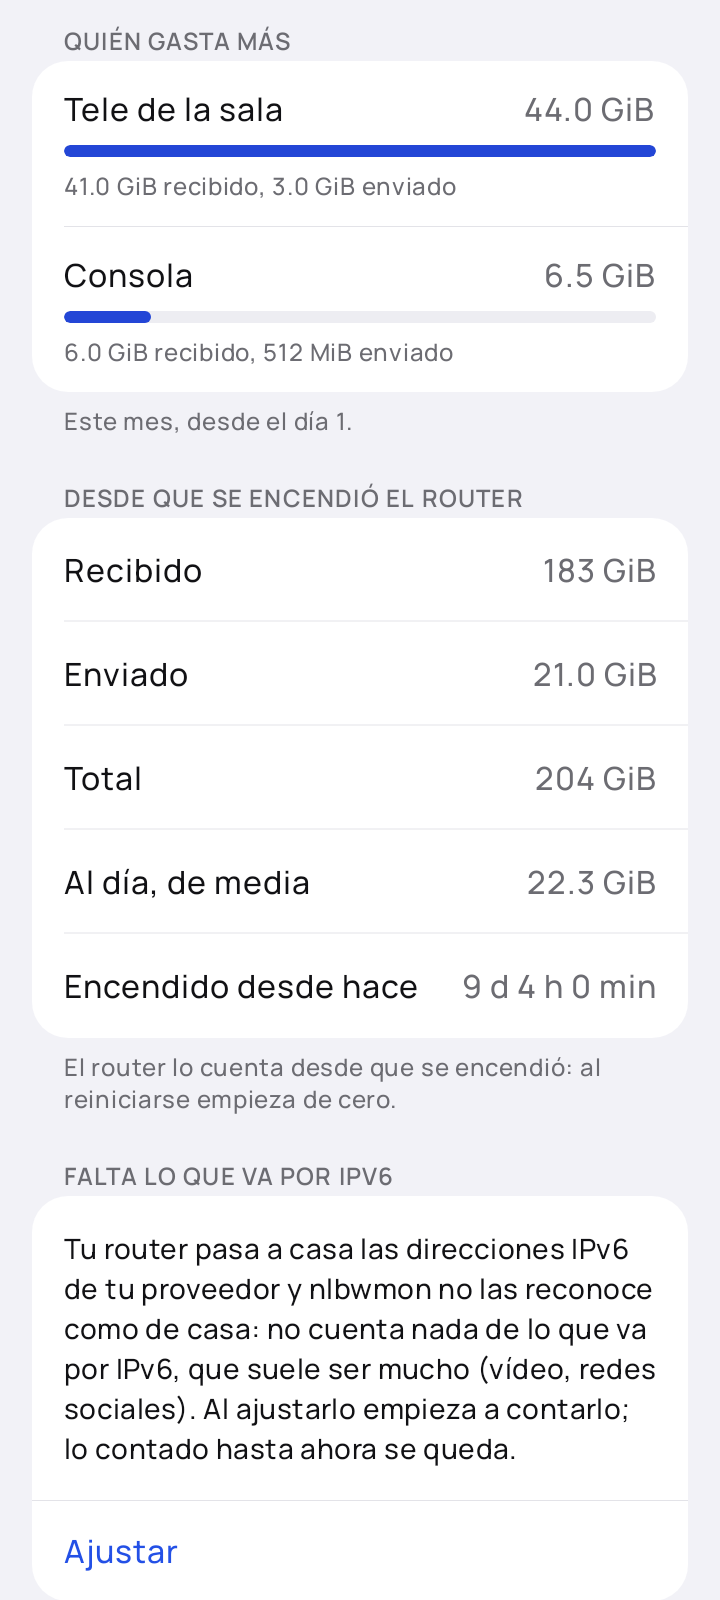 QUIÉN GASTA MÁS
Tele de la sala 44.0 GiB
41.0 GiB recibido, 3.0 GiB enviado
Consola 6.5 GiB
6.0 GiB recibido, 512 MiB enviado
Este mes, desde el día 1.
DESDE QUE SE ENCENDIÓ EL ROUTER
Recibido 183 GiB
Enviado 21.0 GiB
Total 204 GiB
Al día, de media 22.3 GiB
Encendido desde hace 9 d 4 h 0 min
El router lo cuenta desde que se encendió: al
reiniciarse empieza de cero.
FALTA LO QUE VA POR IPV6
Tu router pasa a casa las direcciones IPv6
de tu proveedor y nlbwmon no las reconoce
como de casa: no cuenta nada de lo que va
por IPv6, que suele ser mucho (vídeo, redes
sociales). Al ajustarlo empieza a contarlo;
lo contado hasta ahora se queda.
Ajustar